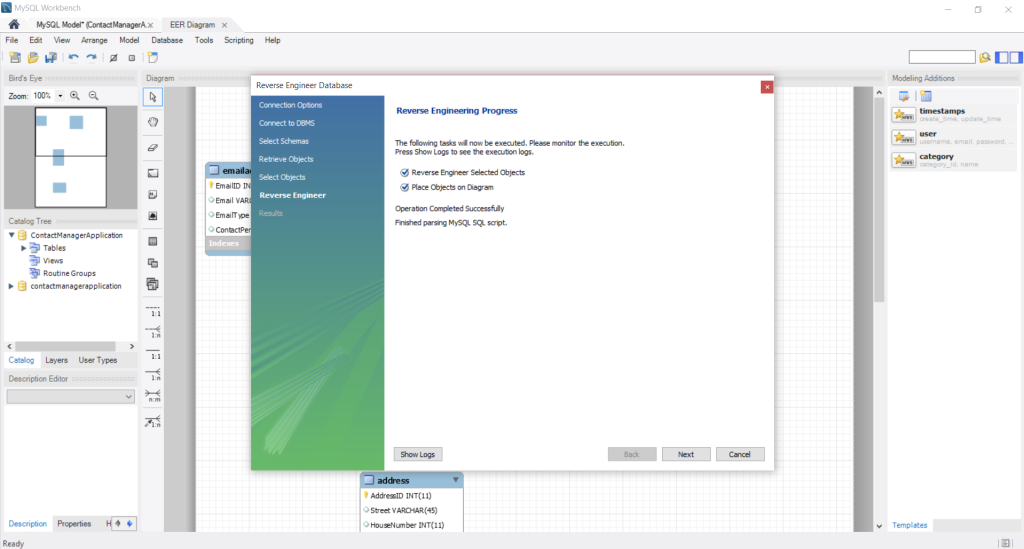 MySQL Workbench
MySQL Model* (ContactManagerA.
EER Diagram
File Edit View Arrange Model Database Tools Scripting Help
Bird's Eye
Zoom: 100%
Catalog Tree
ContactManagerApplication
Tables
Views
Routine Groups
contactmanagerapplication
Catalog Layers User Types
Description Editor
Description Properties H
Ready
Diagram
1:1
1:n
1:1
1:n
n:m
1:n
emaila
EmailID IN
Email VAR
EmailType
ContactPer
Indexes
Reverse Engineer Database
Connection Options
Connect to DBMS
Select Schemas
Retrieve Objects
Select Objects
Reverse Engineer
Results
Reverse Engineering Progress
The following tasks will now be executed. Please monitor the execution.
Press Show Logs to see the execution logs.
Reverse Engineer Selected Objects
Place Objects on Diagram
Operation Completed Successfully
Finished parsing MySQL SQL script.
Show Logs Back Next Cancel
address
AddressID INT(11)
Street VARCHAR(45)
HouseNumber INT(11)
Modeling Additions
timestamps
create_time, update_time
user
username, email, password, ...
category
category_id, name
Templates